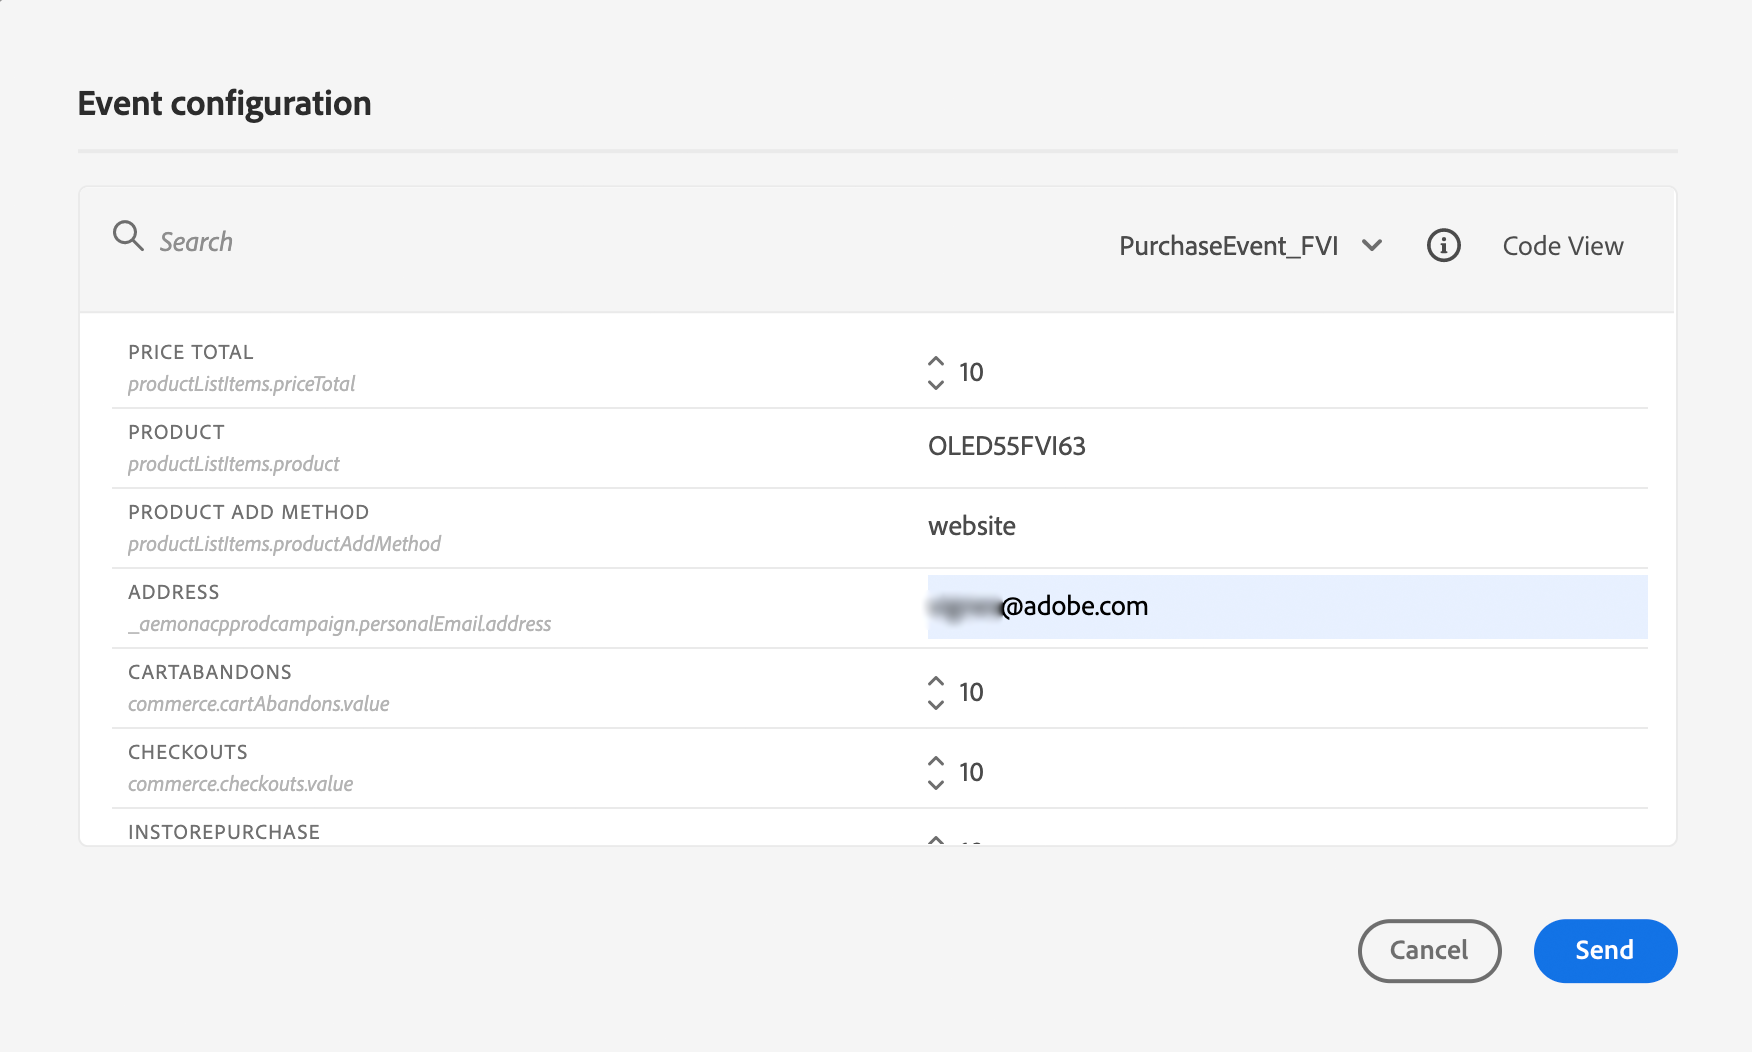 Event configuration
Search
PurchaseEvent_FVI
Code View
PRICE TOTAL
productListItems.priceTotal
10
PRODUCT
productListItems.product
OLED55FVI63
PRODUCT ADD METHOD
productListItems.productAddMethod
website
ADDRESS
_aemonacpprodcampaign.personalEmail.address
@adobe.com
CARTABANDONS
commerce.cartAbandons.value
10
CHECKOUTS
commerce.checkouts.value
10
INSTOREPURCHASE
Cancel
Send